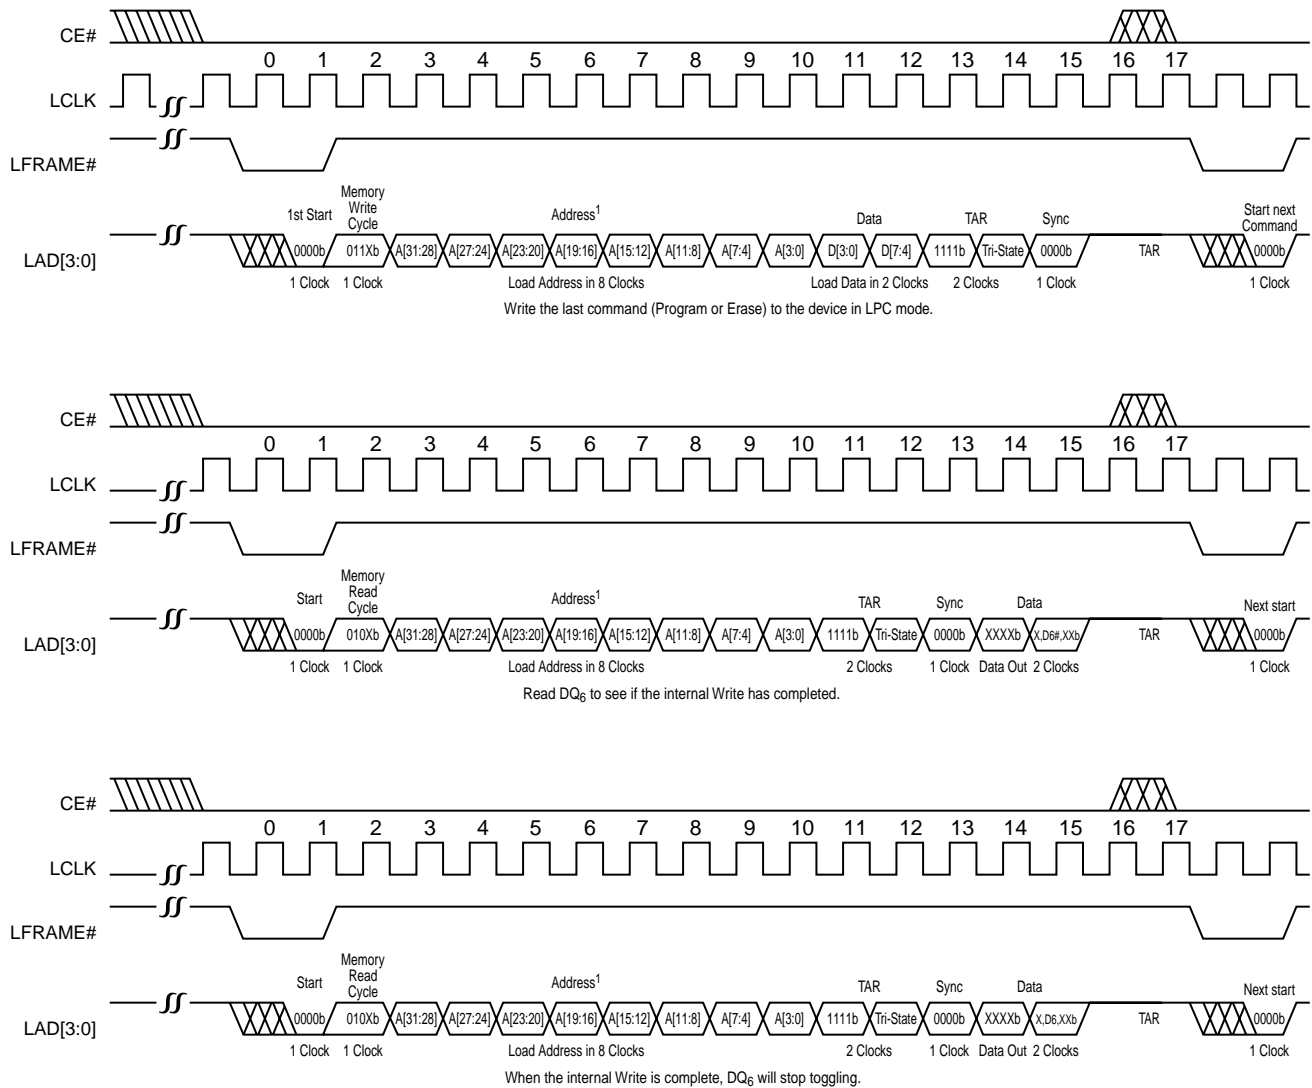 CE#
0 1 2 3 4 5 6 7 8 9 10 11 12 13 14 15 16 17
LCLK
LFRAME#
1st Start Memory Write Cycle Address1 Data TAR Sync Start next Command
LAD[3:0] 0000b 011Xb A[31:28] A[27:24] A[23:20] A[19:16] A[15:12] A[11:8] A[7:4] A[3:0] D[3:0] D[7:4] 1111b Tri-State 0000b TAR 0000b
1 Clock 1 Clock Load Address in 8 Clocks Load Data in 2 Clocks 2 Clocks 1 Clock 1 Clock
Write the last command (Program or Erase) to the device in LPC mode.
CE#
0 1 2 3 4 5 6 7 8 9 10 11 12 13 14 15 16 17
LCLK
LFRAME#
Start Memory Read Cycle Address1 TAR Sync Data Next start
LAD[3:0] 0000b 010Xb A[31:28] A[27:24] A[23:20] A[19:16] A[15:12] A[11:8] A[7:4] A[3:0] 1111b Tri-State 0000b XXXXb X,D6#,XXb TAR 0000b
1 Clock 1 Clock Load Address in 8 Clocks 2 Clocks 1 Clock Data Out 2 Clocks 1 Clock
Read DQ6 to see if the internal Write has completed.
CE#
0 1 2 3 4 5 6 7 8 9 10 11 12 13 14 15 16 17
LCLK
LFRAME#
Start Memory Read Cycle Address1 TAR Sync Data Next start
LAD[3:0] 0000b 010Xb A[31:28] A[27:24] A[23:20] A[19:16] A[15:12] A[11:8] A[7:4] A[3:0] 1111b Tri-State 0000b XXXXb X,D6,XXb TAR 0000b
1 Clock 1 Clock Load Address in 8 Clocks 2 Clocks 1 Clock Data Out 2 Clocks 1 Clock
When the internal Write is complete, DQ6 will stop toggling.